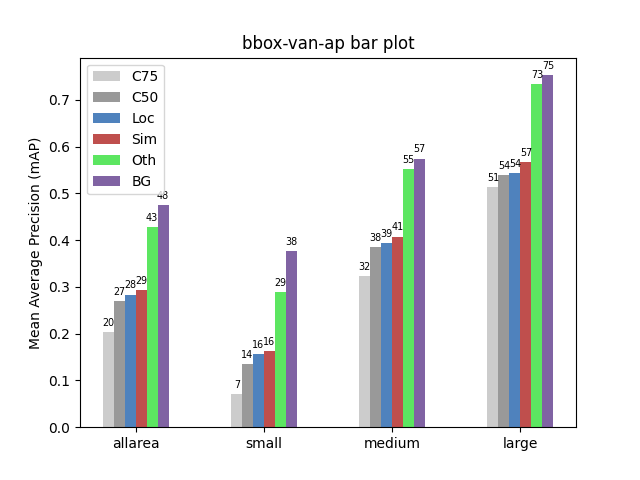 bbox-van-ap bar plot
Mean Average Precision (mAP)
0.7
0.6
0.5
0.4
0.3
0.2
0.1
0.0
C75
C50
Loc
Sim
Oth
BG
20 27 28 29 43 48
7 14 16 16 29 38
32 38 39 41 55 57
51 54 54 57 73 75
allarea small medium large